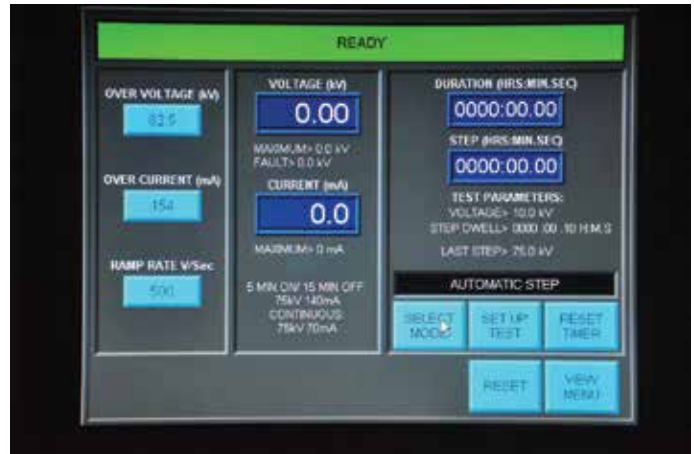 READY
OVER VOLTAGE (kV)
82.5
OVER CURRENT (mA)
154
RAMP RATE V/Sec
500
VOLTAGE (kV)
0.00
MAXIMUM> 0.0 kV
FAULT> 0.0 kV
CURRENT (mA)
0.0
MAXIMUM> 0 mA
5 MIN ON/ 15 MIN OFF
75kV 140mA
CONTINUOUS:
75kV 70mA
DURATION (HRS:MIN.SEC)
0000:00.00
STEP (HRS:MIN.SEC)
0000:00.00
TEST PARAMETERS:
VOLTAGE> 10.0 kV
STEP DWELL> 0000 :00 .10 H:M.S
LAST STEP> 75.0 kV
AUTOMATIC STEP
SELECT MODE
SET UP TEST
RESET TIMER
RESET
VIEW MENU